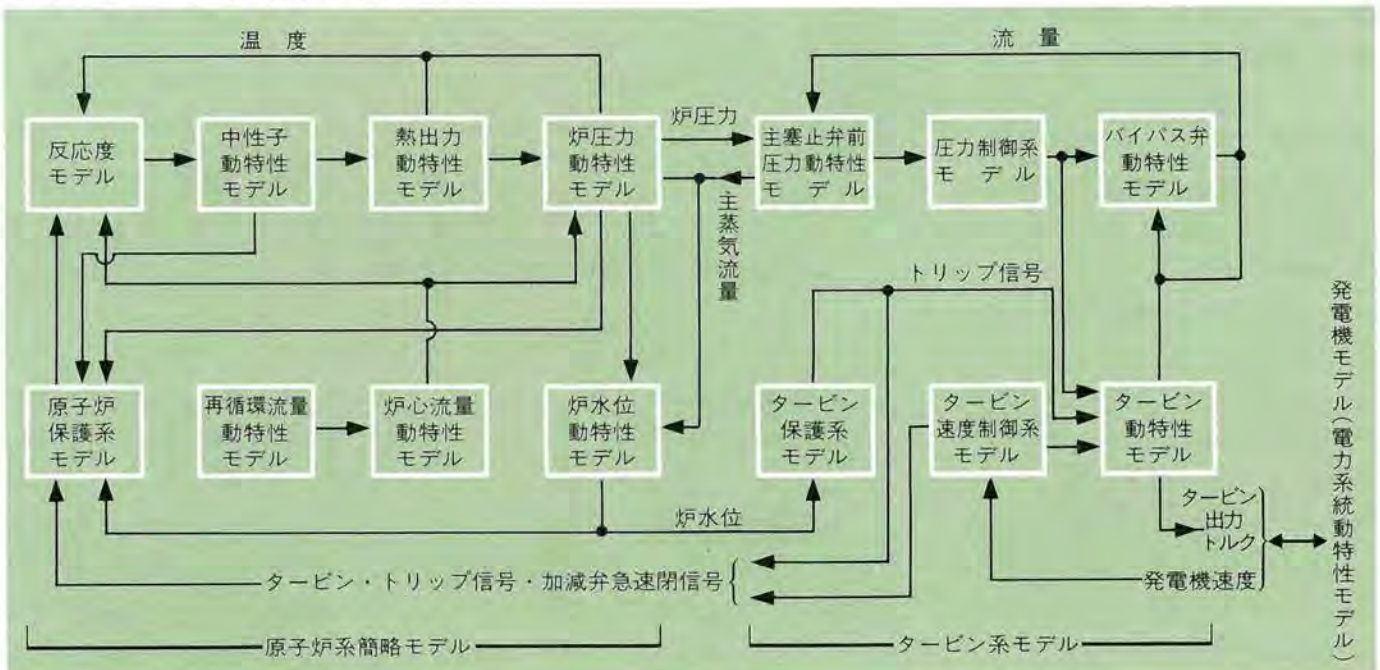 温度
流量
反応度
モデル
中性子
動特性
モデル
熱出力
動特性
モデル
炉圧力
動特性
モデル
炉圧力
主蒸気流量
主塞止弁前
圧力動特性
モデル
圧力制御系
モデル
バイパス弁
動特性
モデル
トリップ信号
原子炉
保護系
モデル
再循環流量
動特性
モデル
炉心流量
動特性
モデル
炉水位
動特性
モデル
タービン
保護系
モデル
タービン
速度制御系
モデル
タービン
動特性
モデル
発電機モデル(電力系統動特性モデル)
炉水位
タービン
出力
トルク
タービン・トリップ信号・加減弁急速閉信号
発電機速度
原子炉系簡略モデル
タービン系モデル